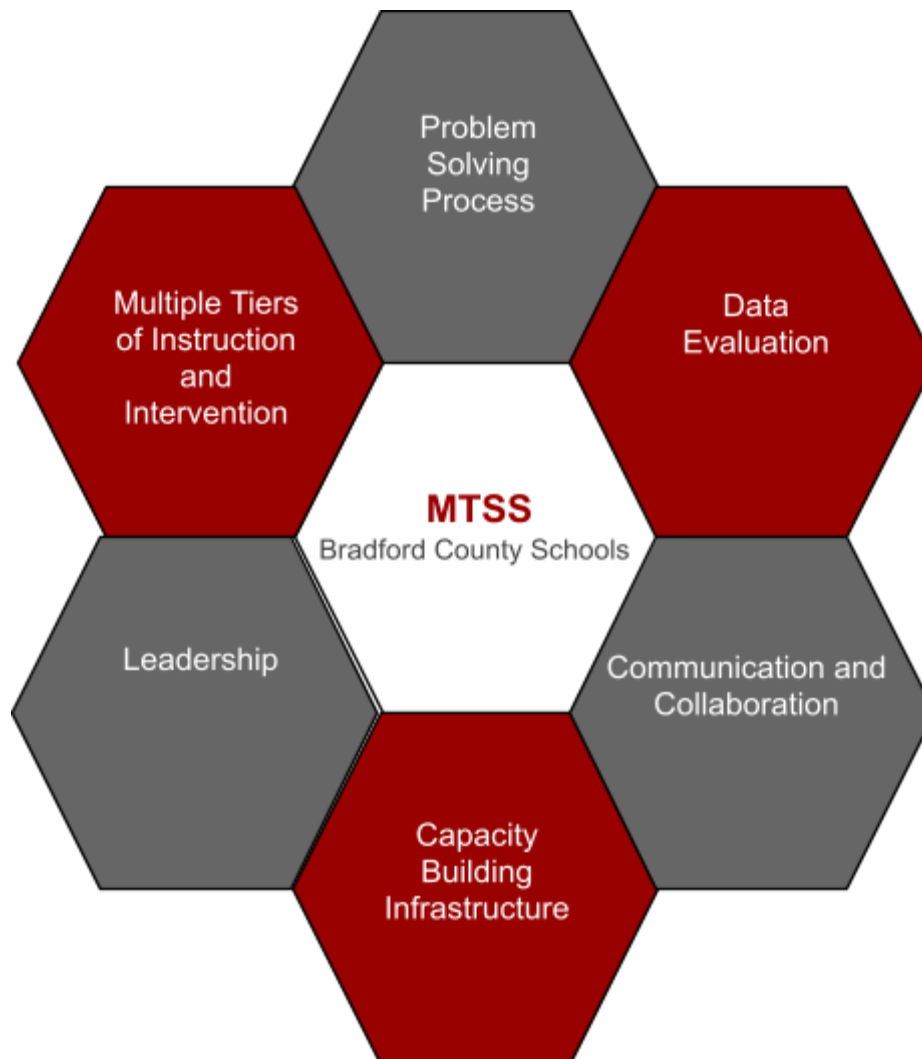 Problem
Solving
Process
Multiple Tiers
of Instruction
and
Intervention
Data
Evaluation
MTSS
Bradford County Schools
Leadership
Communication and
Collaboration
Capacity
Building
Infrastructure